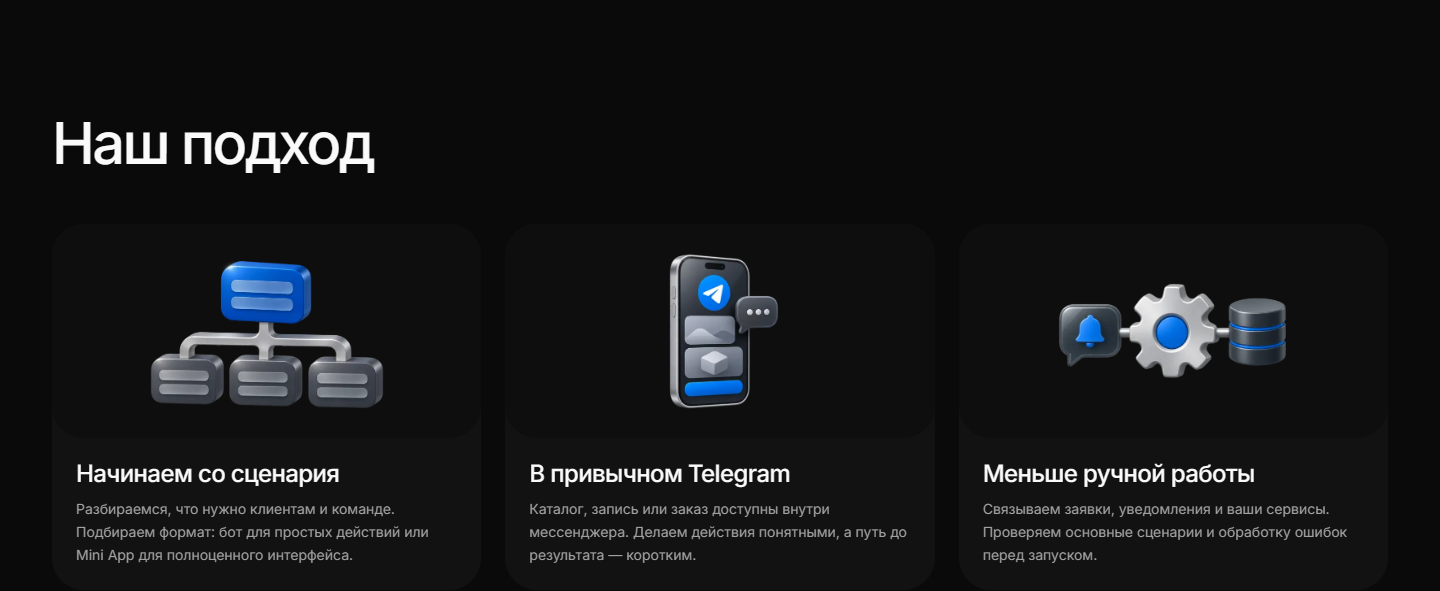 Наш подход
Начинаем со сценария
Разбираемся, что нужно клиентам и команде.
Подбираем формат: бот для простых действий или
Mini App для полноценного интерфейса.
В привычном Telegram
Каталог, запись или заказ доступны внутри
мессенджера. Делаем действия понятными, а путь до
результата — коротким.
Меньше ручной работы
Связываем заявки, уведомления и ваши сервисы.
Проверяем основные сценарии и обработку ошибок
перед запуском.